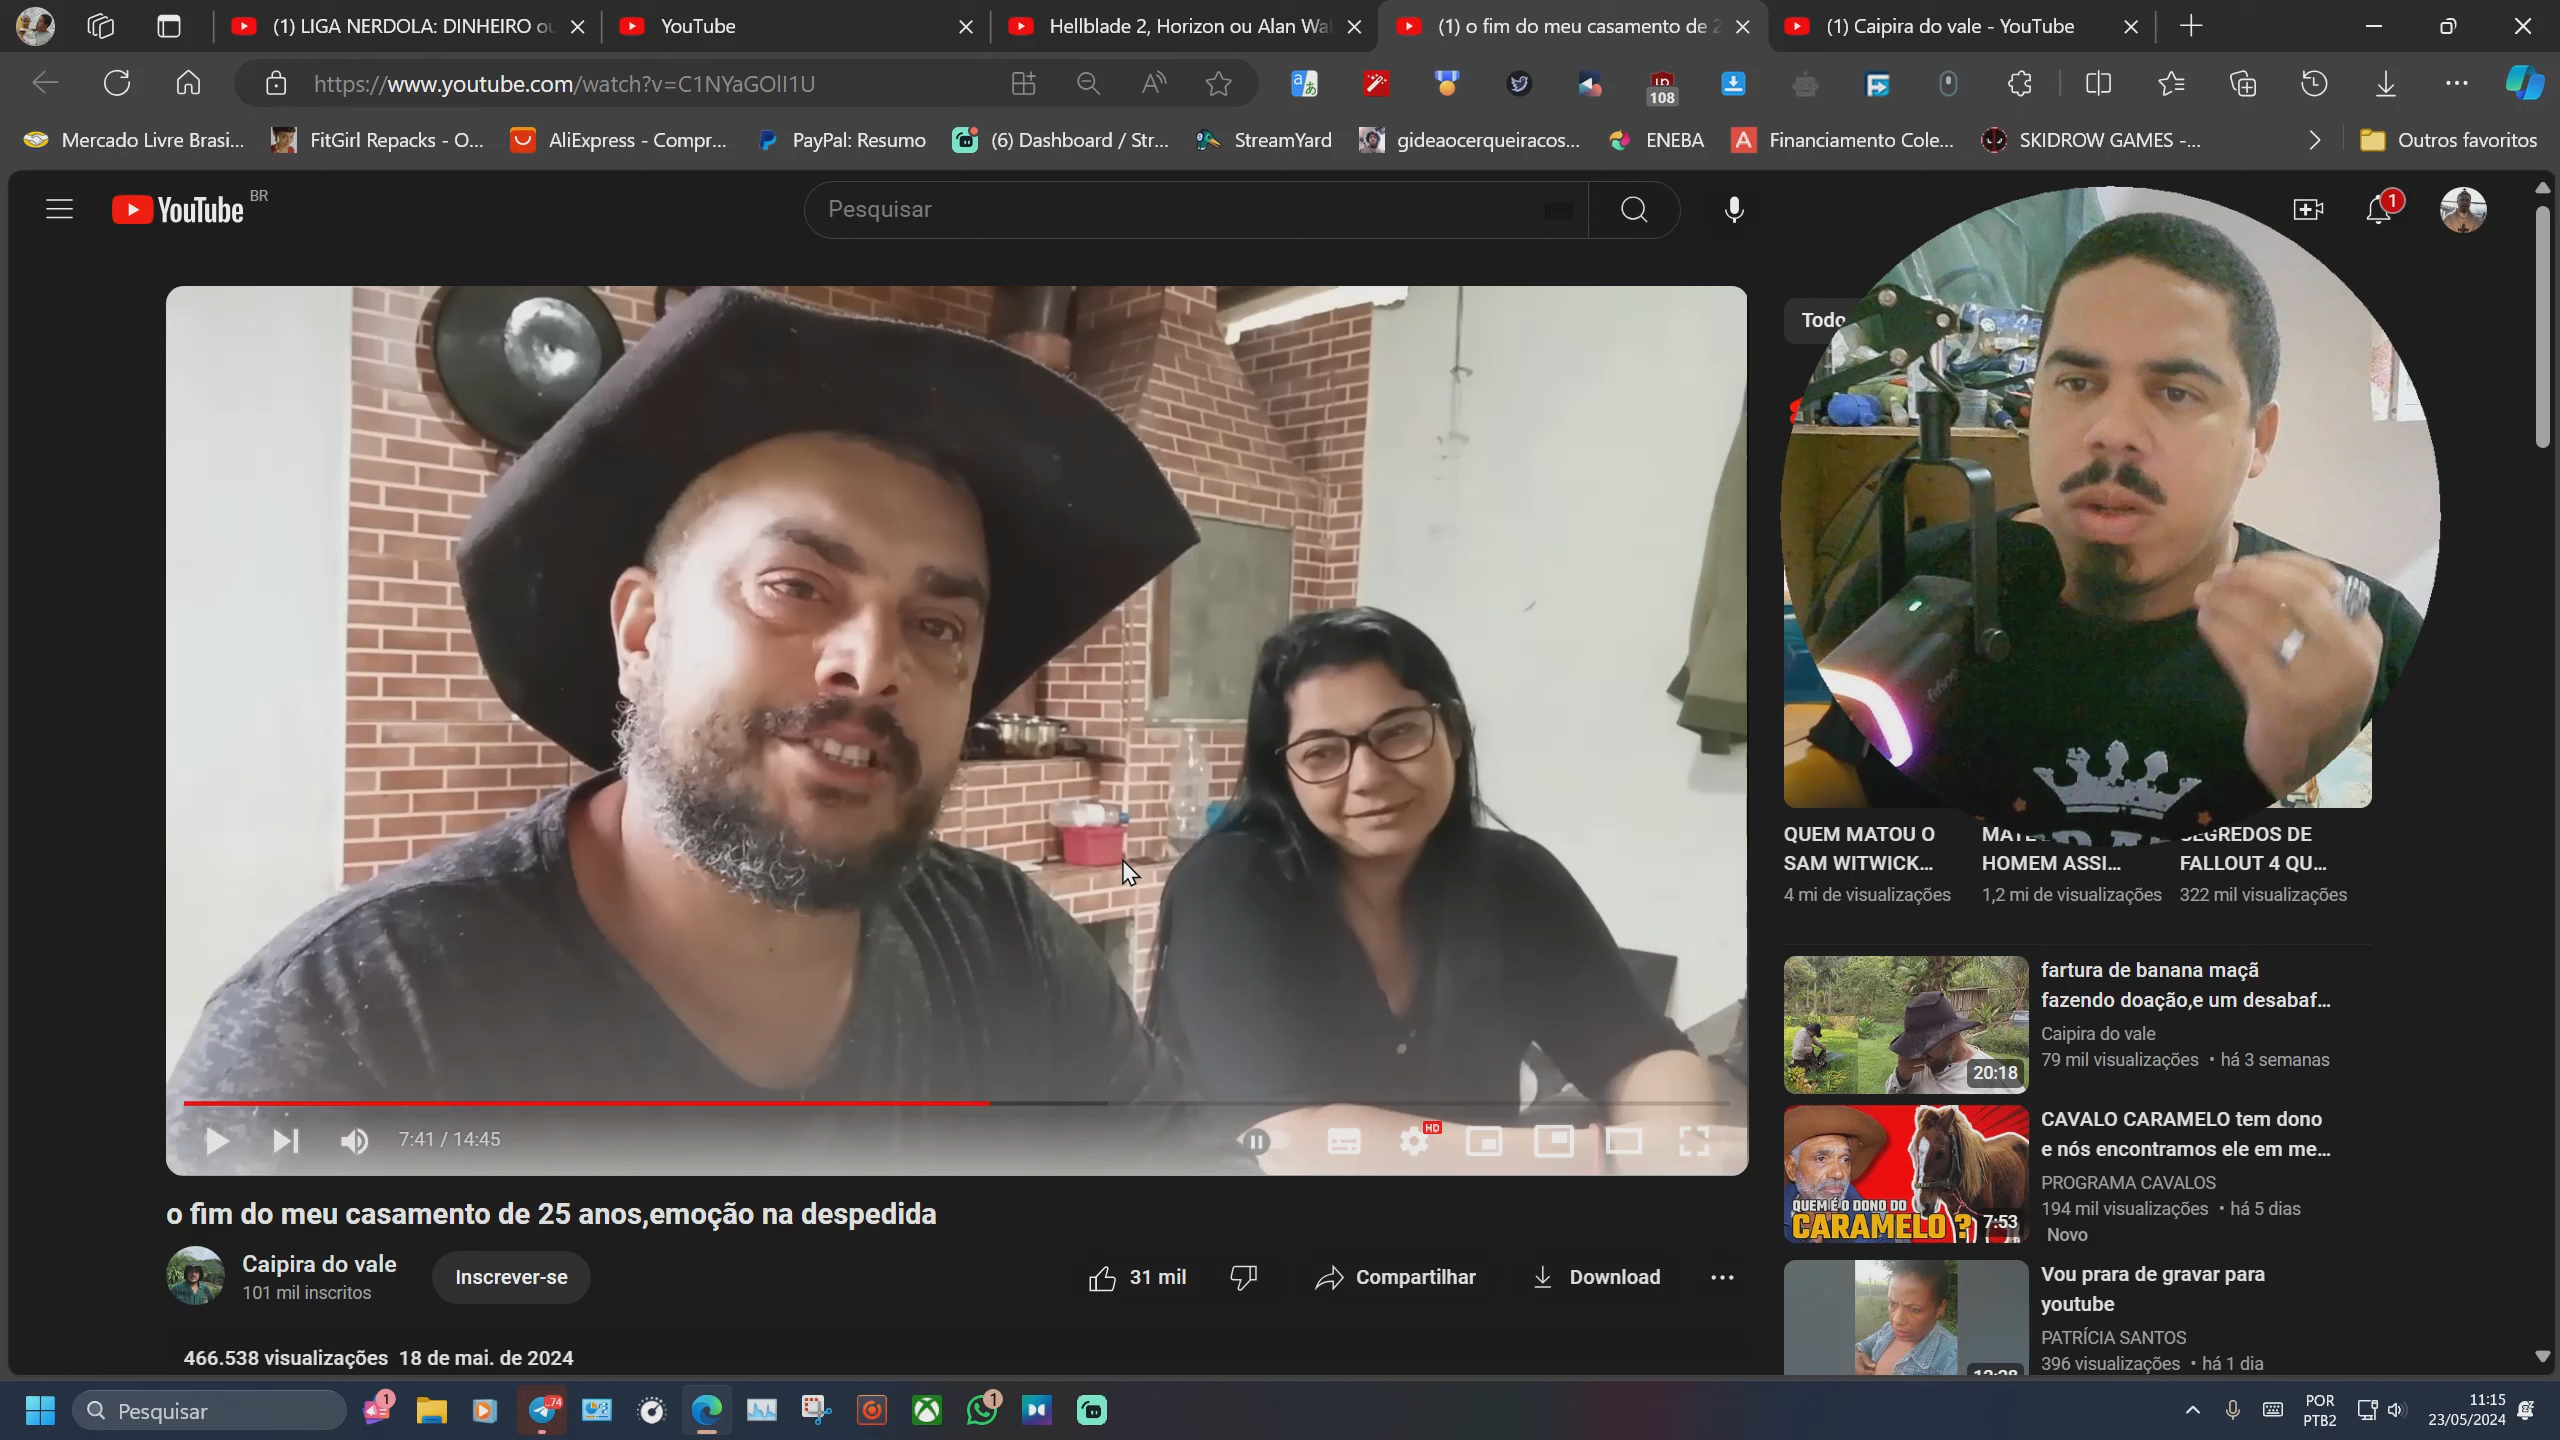 (1) LIGA NERDOLA: DINHEIRO ou
YouTube
Hellblade 2, Horizon ou Alan Wa
(1) o fim do meu casamento de 2
(1) Caipira do vale - YouTube
https://www.youtube.com/watch?v=C1NYaGOlI1U
108
Mercado Livre Brasi...
FitGirl Repacks - O...
AliExpress - Compr...
PayPal: Resumo
(6) Dashboard / Str...
StreamYard
gideaocerqueiracos...
ENEBA
Financiamento Cole...
SKIDROW GAMES -...
Outros favoritos
YouTube BR
Pesquisar
1
Todo
7:41 / 14:45
HD
o fim do meu casamento de 25 anos,emoção na despedida
Caipira do vale
101 mil inscritos
Inscrever-se
31 mil
Compartilhar
Download
466.538 visualizações 18 de mai. de 2024
QUEM MATOU O
SAM WITWICK...
4 mi de visualizações
HOMEM ASSI...
1,2 mi de visualizações
SEGREDOS DE
FALLOUT 4 QU...
322 mil visualizações
20:18
fartura de banana maçã
fazendo doação,e um desabaf...
Caipira do vale
79 mil visualizações • há 3 semanas
QUEM É O DONO DO
CARAMELO ?
7:53
CAVALO CARAMELO tem dono
e nós encontramos ele em me...
PROGRAMA CAVALOS
194 mil visualizações • há 5 dias
Novo
Vou prara de gravar para
youtube
PATRÍCIA SANTOS
396 visualizações • há 1 dia
Pesquisar
1
74
1
POR
PTB2
11:15
23/05/2024